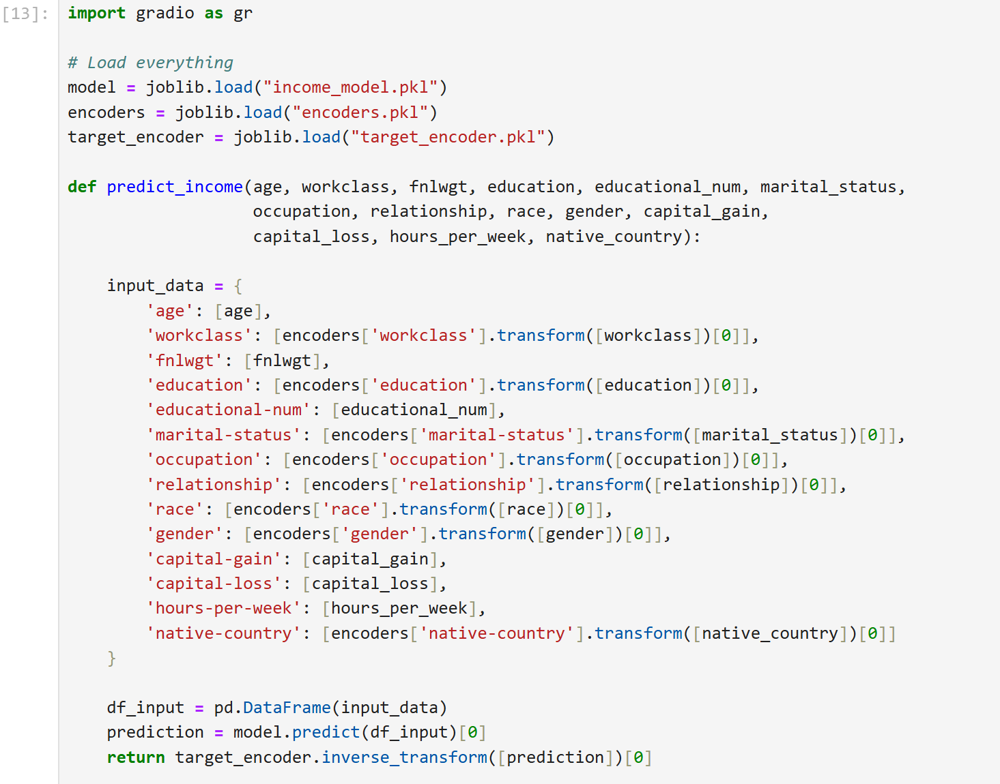 [13]: import gradio as gr
# Load everything
model = joblib.load("income_model.pkl")
encoders = joblib.load("encoders.pkl")
target_encoder = joblib.load("target_encoder.pkl")
def predict_income(age, workclass, fnlwgt, education, educational_num, marital_status,
                   occupation, relationship, race, gender, capital_gain,
                   capital_loss, hours_per_week, native_country):
    input_data = {
        'age': [age],
        'workclass': [encoders['workclass'].transform([workclass])[0]],
        'fnlwgt': [fnlwgt],
        'education': [encoders['education'].transform([education])[0]],
        'educational-num': [educational_num],
        'marital-status': [encoders['marital-status'].transform([marital_status])[0]],
        'occupation': [encoders['occupation'].transform([occupation])[0]],
        'relationship': [encoders['relationship'].transform([relationship])[0]],
        'race': [encoders['race'].transform([race])[0]],
        'gender': [encoders['gender'].transform([gender])[0]],
        'capital-gain': [capital_gain],
        'capital-loss': [capital_loss],
        'hours-per-week': [hours_per_week],
        'native-country': [encoders['native-country'].transform([native_country])[0]]
    }
    df_input = pd.DataFrame(input_data)
    prediction = model.predict(df_input)[0]
    return target_encoder.inverse_transform([prediction])[0]